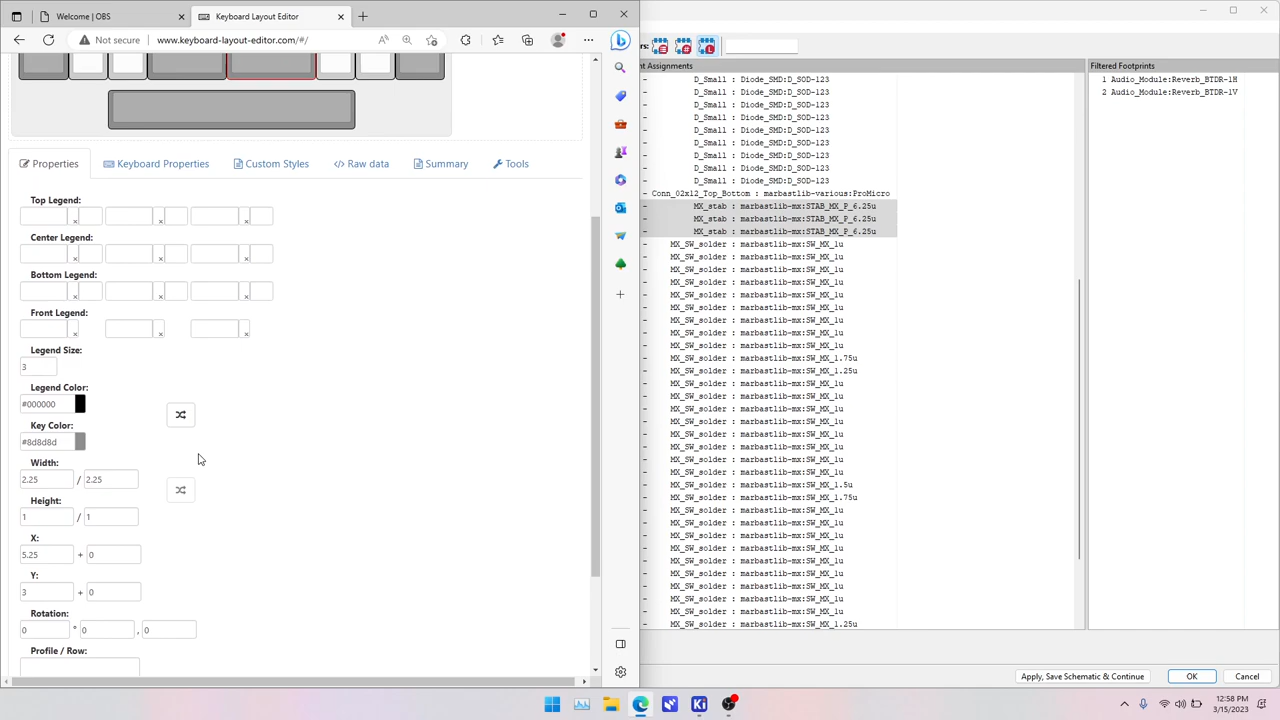 Welcome | OBS
Keyboard Layout Editor
Not secure
www.keyboard-layout-editor.com/#/
Properties
Keyboard Properties
Custom Styles
Raw data
Summary
Tools
Top Legend:
Center Legend:
Bottom Legend:
Front Legend:
Legend Size:
3
Legend Color:
#000000
Key Color:
#8d8d8d
Width:
2.25 / 2.25
Height:
1 / 1
X:
5.25 + 0
Y:
3 + 0
Rotation:
0 ° 0 , 0
Profile / Row:
rs:
nt Assignments
D_Small : Diode_SMD:D_SOD-123
D_Small : Diode_SMD:D_SOD-123
D_Small : Diode_SMD:D_SOD-123
D_Small : Diode_SMD:D_SOD-123
D_Small : Diode_SMD:D_SOD-123
D_Small : Diode_SMD:D_SOD-123
D_Small : Diode_SMD:D_SOD-123
D_Small : Diode_SMD:D_SOD-123
D_Small : Diode_SMD:D_SOD-123
- Conn_02x12_Top_Bottom : marbastlib-various:ProMicro
- MX_stab : marbastlib-mx:STAB_MX_P_6.25u
- MX_stab : marbastlib-mx:STAB_MX_P_6.25u
- MX_stab : marbastlib-mx:STAB_MX_P_6.25u
- MX_SW_solder : marbastlib-mx:SW_MX_1u
- MX_SW_solder : marbastlib-mx:SW_MX_1u
- MX_SW_solder : marbastlib-mx:SW_MX_1u
- MX_SW_solder : marbastlib-mx:SW_MX_1u
- MX_SW_solder : marbastlib-mx:SW_MX_1u
- MX_SW_solder : marbastlib-mx:SW_MX_1u
- MX_SW_solder : marbastlib-mx:SW_MX_1u
- MX_SW_solder : marbastlib-mx:SW_MX_1u
- MX_SW_solder : marbastlib-mx:SW_MX_1u
- MX_SW_solder : marbastlib-mx:SW_MX_1.75u
- MX_SW_solder : marbastlib-mx:SW_MX_1.25u
- MX_SW_solder : marbastlib-mx:SW_MX_1u
- MX_SW_solder : marbastlib-mx:SW_MX_1u
- MX_SW_solder : marbastlib-mx:SW_MX_1u
- MX_SW_solder : marbastlib-mx:SW_MX_1u
- MX_SW_solder : marbastlib-mx:SW_MX_1u
- MX_SW_solder : marbastlib-mx:SW_MX_1u
- MX_SW_solder : marbastlib-mx:SW_MX_1u
- MX_SW_solder : marbastlib-mx:SW_MX_1u
- MX_SW_solder : marbastlib-mx:SW_MX_1.5u
- MX_SW_solder : marbastlib-mx:SW_MX_1.75u
- MX_SW_solder : marbastlib-mx:SW_MX_1u
- MX_SW_solder : marbastlib-mx:SW_MX_1u
- MX_SW_solder : marbastlib-mx:SW_MX_1u
- MX_SW_solder : marbastlib-mx:SW_MX_1u
- MX_SW_solder : marbastlib-mx:SW_MX_1u
- MX_SW_solder : marbastlib-mx:SW_MX_1u
- MX_SW_solder : marbastlib-mx:SW_MX_1u
- MX_SW_solder : marbastlib-mx:SW_MX_1u
- MX_SW_solder : marbastlib-mx:SW_MX_1u
- MX_SW_solder : marbastlib-mx:SW_MX_1.25u
Filtered Footprints
1 Audio_Module:Reverb_BTDR-1H
2 Audio_Module:Reverb_BTDR-1V
Apply, Save Schematic & Continue
OK
Cancel
12:58 PM
3/15/2023